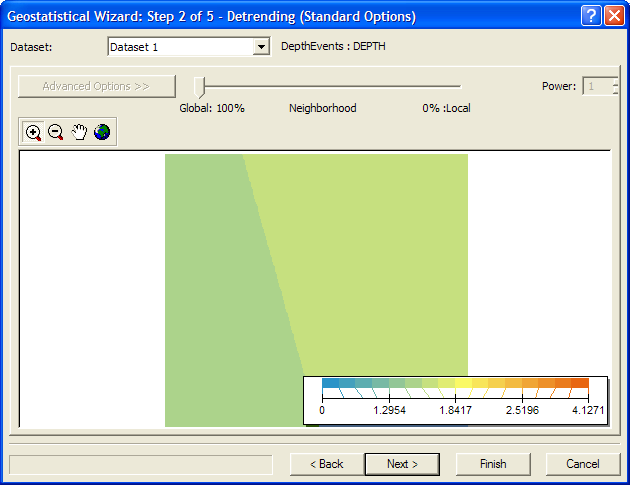 Geostatistical Wizard: Step 2 of 5 - Detrending (Standard Options)
Dataset: Dataset 1 DepthEvents : DEPTH
Advanced Options >> Power: 1
Global: 100% Neighborhood 0% :Local
0 1.2954 1.8417 2.5196 4.1271
< Back Next > Finish Cancel